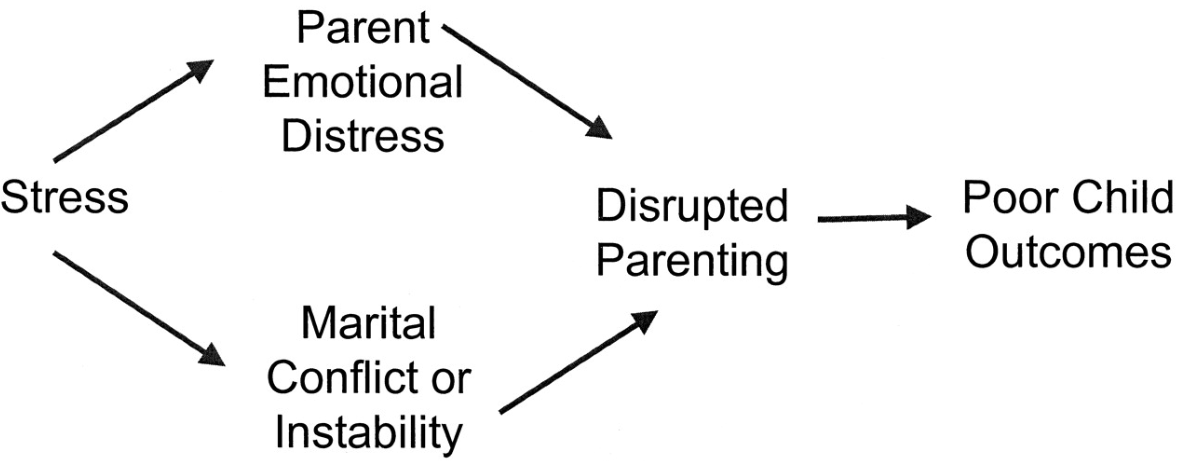 Parent
Emotional
Distress
Stress
Disrupted
Parenting
Poor Child
Outcomes
Marital
Conflict or
Instability